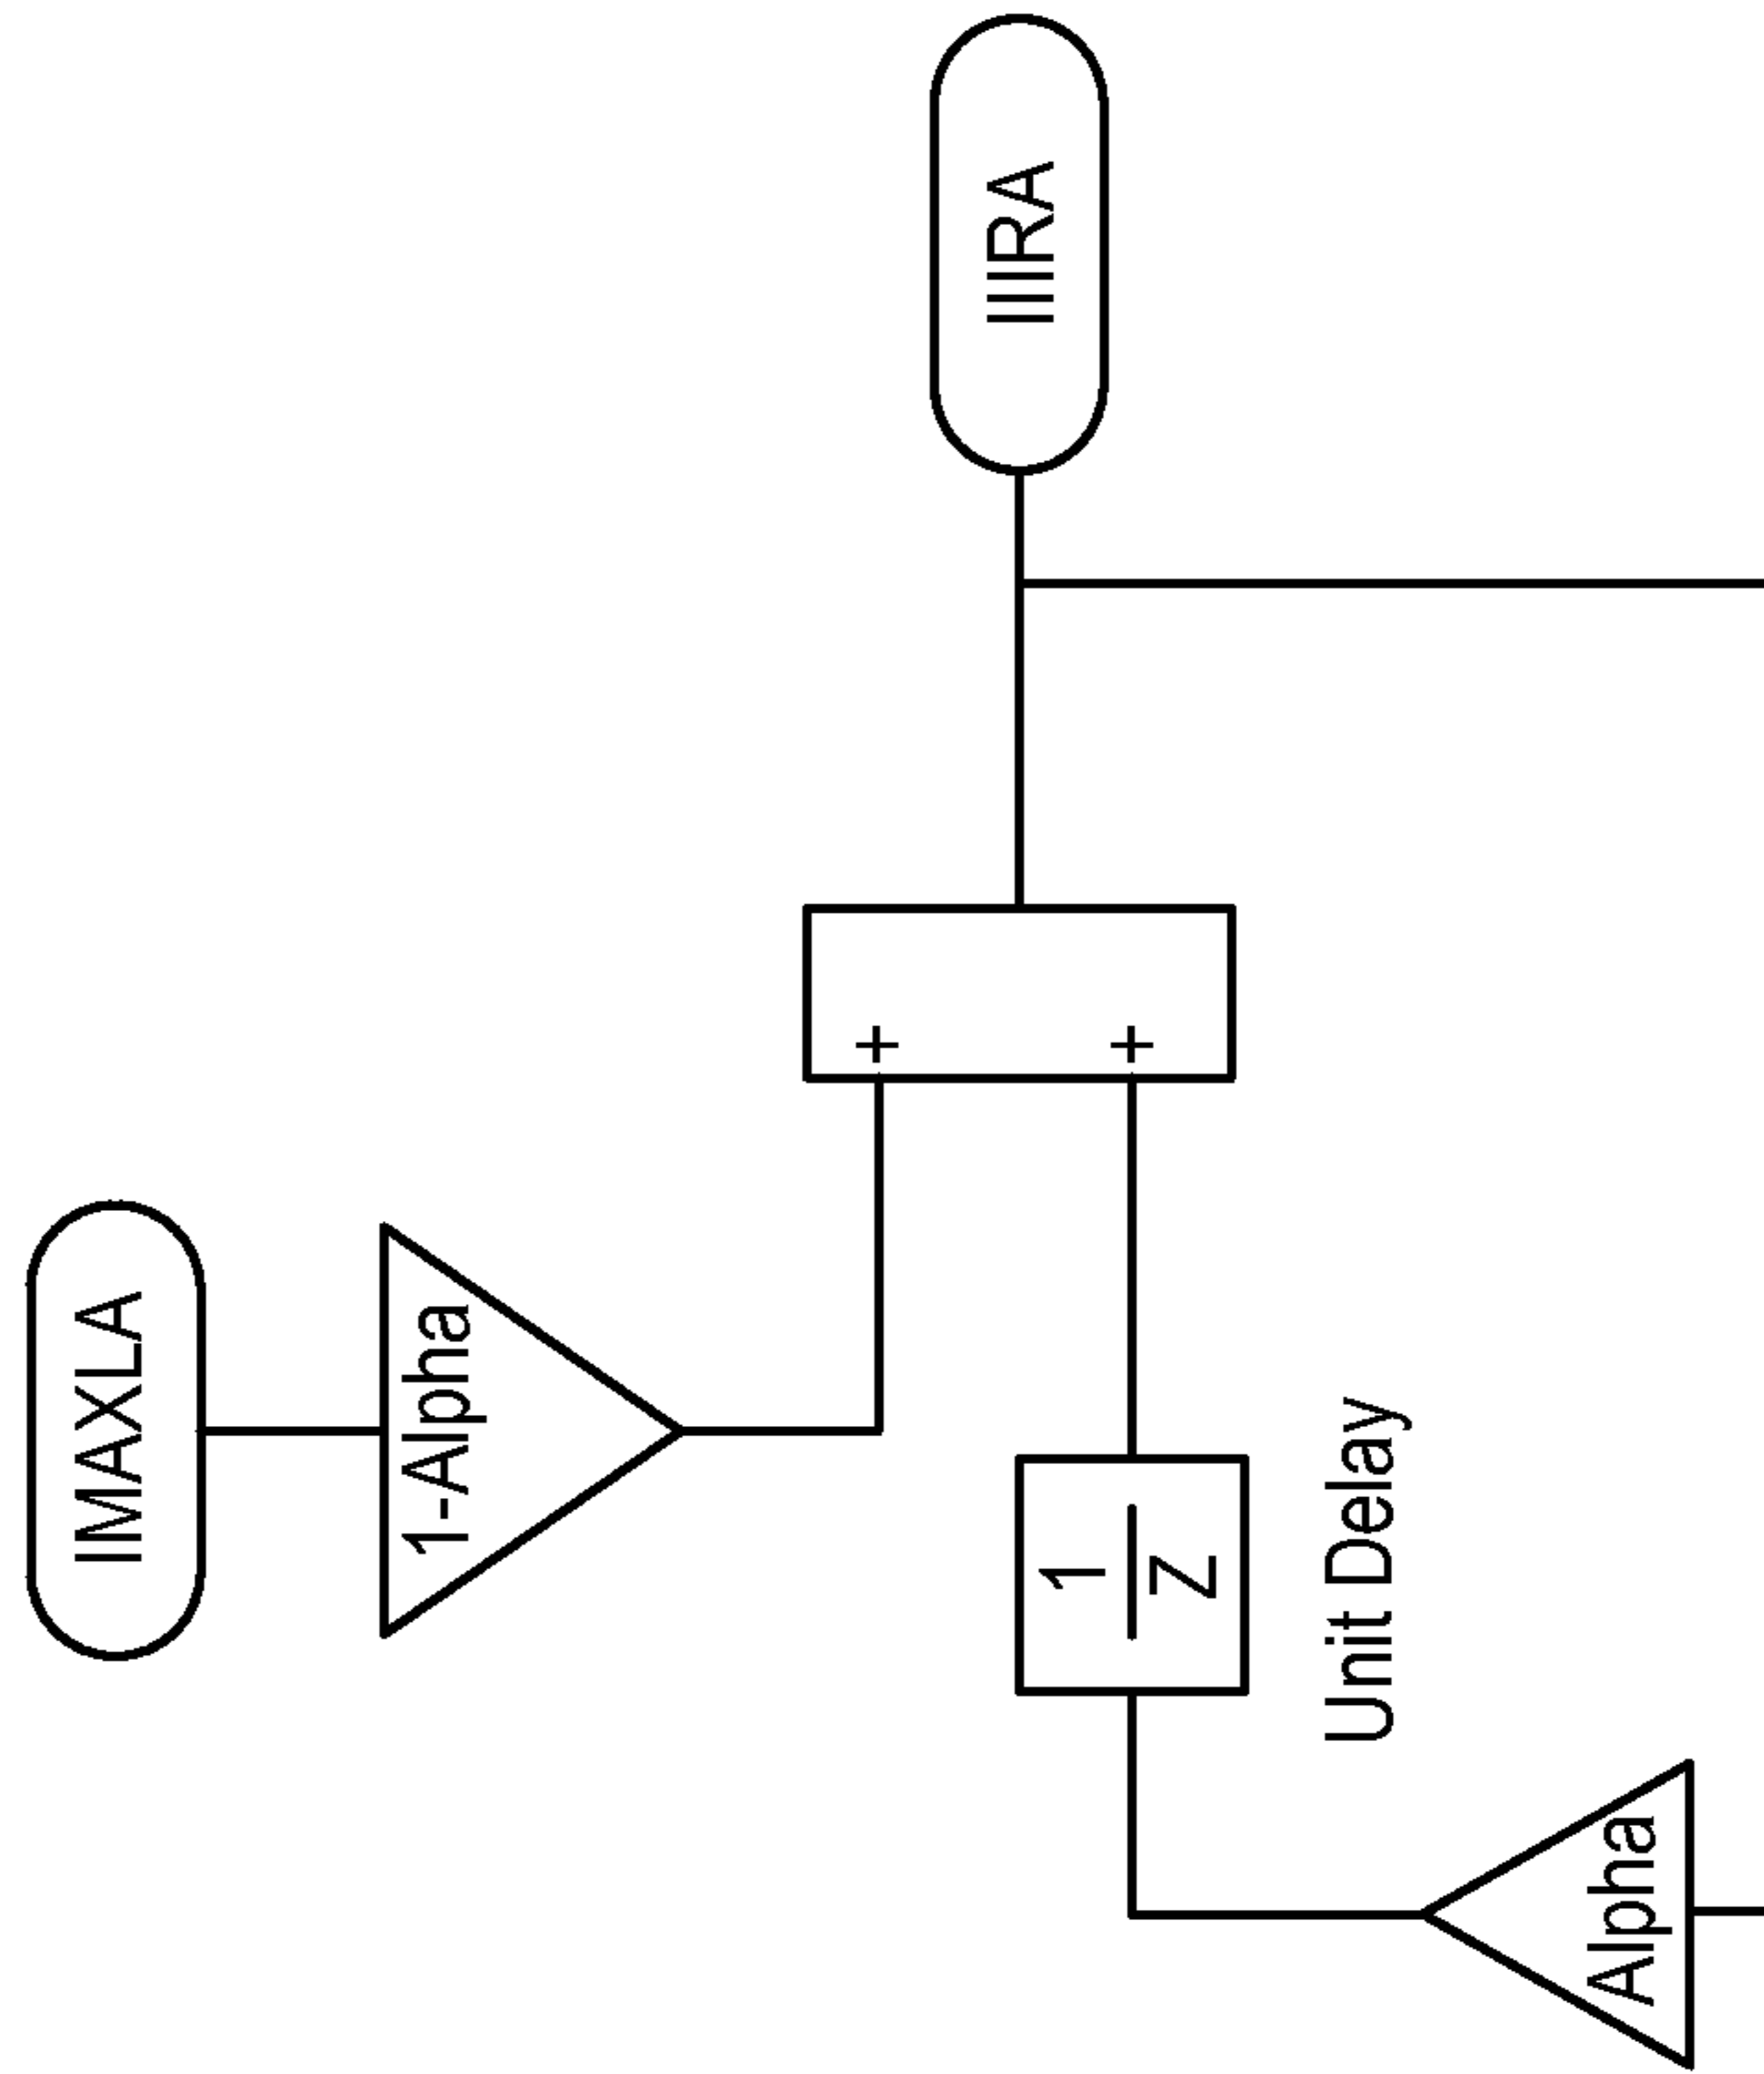 IMAXLA
1-Alpha
+
+
IIIRA
1
Z
Unit Delay
Alpha